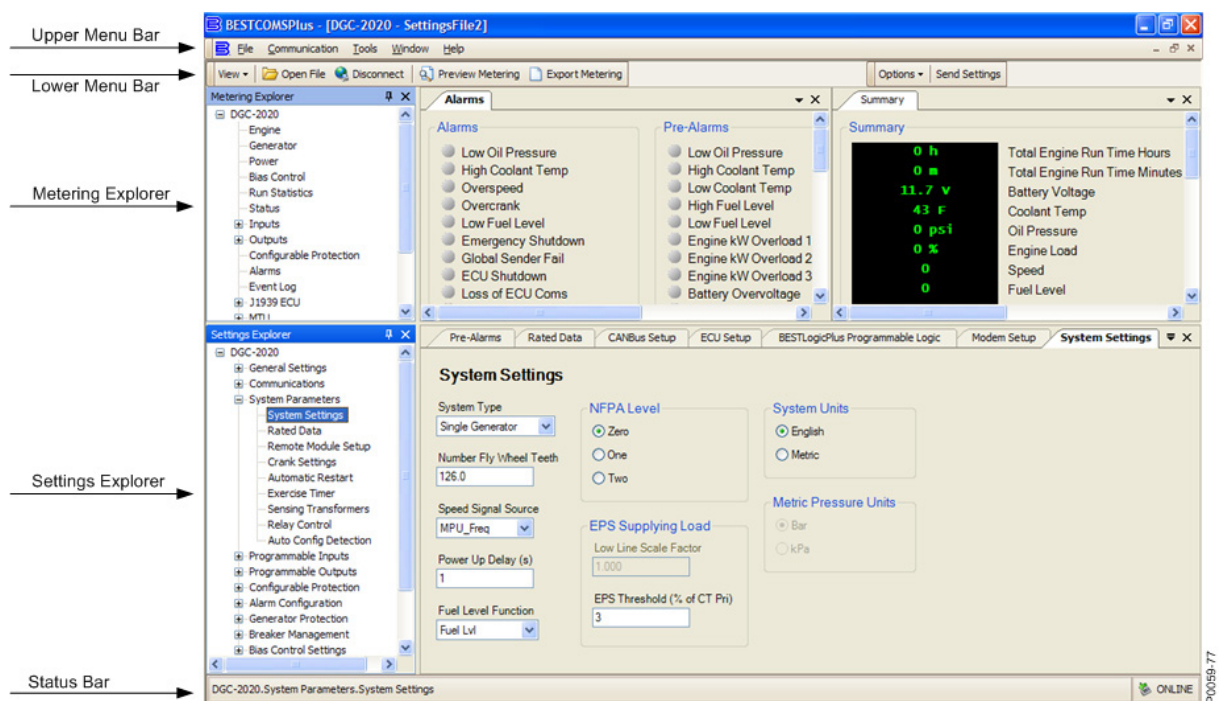 Upper Menu Bar
Lower Menu Bar
Metering Explorer
Settings Explorer
Status Bar
BESTCOMSPlus - [DGC-2020 - SettingsFile2]
File Communication Tools Window Help
View Open File Disconnect Preview Metering Export Metering Options Send Settings
Metering Explorer
DGC-2020
Engine
Generator
Power
Bias Control
Run Statistics
Status
Inputs
Outputs
Configurable Protection
Alarms
Event Log
J1939 ECU
MTU
Alarms
Alarms
Low Oil Pressure
High Coolant Temp
Overspeed
Overcrank
Low Fuel Level
Emergency Shutdown
Global Sender Fail
ECU Shutdown
Loss of ECU Coms
Pre-Alarms
Low Oil Pressure
High Coolant Temp
Low Coolant Temp
High Fuel Level
Low Fuel Level
Engine kW Overload 1
Engine kW Overload 2
Engine kW Overload 3
Battery Overvoltage
Summary
Summary
0 h Total Engine Run Time Hours
0 m Total Engine Run Time Minutes
11.7 v Battery Voltage
43 F Coolant Temp
0 psi Oil Pressure
0 % Engine Load
0 Speed
0 Fuel Level
Settings Explorer
DGC-2020
General Settings
Communications
System Parameters
System Settings
Rated Data
Remote Module Setup
Crank Settings
Automatic Restart
Exercise Timer
Sensing Transformers
Relay Control
Auto Config Detection
Programmable Inputs
Programmable Outputs
Configurable Protection
Alarm Configuration
Generator Protection
Breaker Management
Bias Control Settings
Pre-Alarms Rated Data CANBus Setup ECU Setup BESTLogicPlus Programmable Logic Modem Setup System Settings
System Settings
System Type
Single Generator
Number Fly Wheel Teeth
126.0
Speed Signal Source
MPU_Freq
Power Up Delay (s)
1
Fuel Level Function
Fuel Lvl
NFPA Level
Zero
One
Two
EPS Supplying Load
Low Line Scale Factor
1.000
EPS Threshold (% of CT Pri)
3
System Units
English
Metric
Metric Pressure Units
Bar
kPa
DGC-2020.System Parameters.System Settings
ONLINE
P0059-77